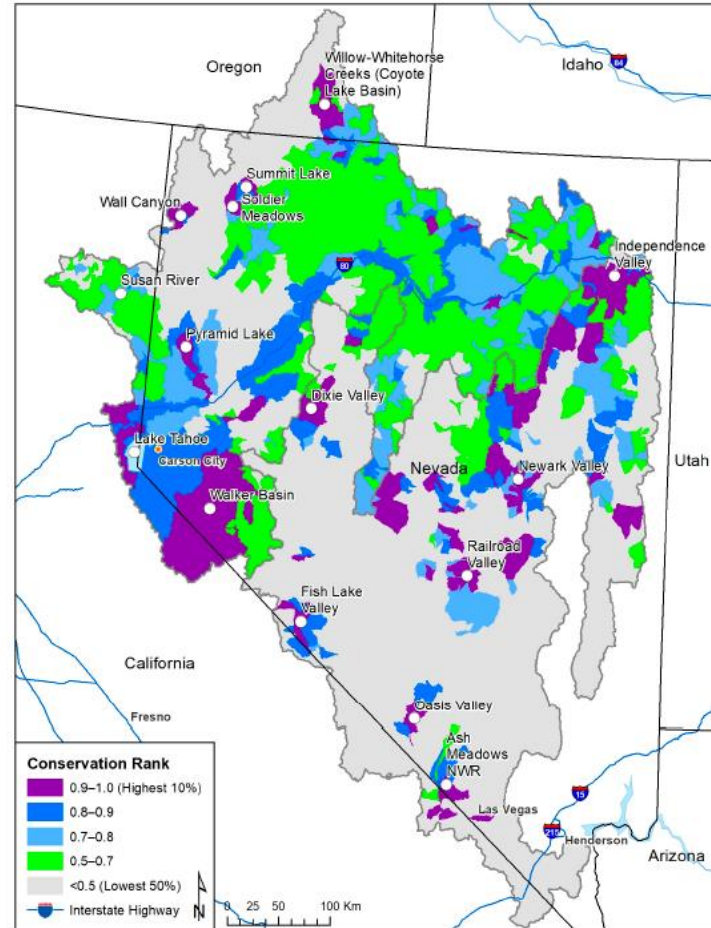 Oregon
Willow-Whitehorse
Creeks (Coyote
Lake Basin)
Idaho
84
Summit Lake
Wall Canyon
Soldier
Meadows
Independence
Valley
80
Susan River
Pyramid Lake
Dixie Valley
Lake Tahoe
Carson City
Nevada
Newark Valley
Utah
Walker Basin
Railroad
Valley
Fish Lake
Valley
California
Oasis Valley
Fresno
Ash
Meadows
NWR
15
Las Vegas
215
Henderson
Arizona
Conservation Rank
0.9–1.0 (Highest 10%)
0.8–0.9
0.7–0.8
0.5–0.7
<0.5 (Lowest 50%)
Interstate Highway
N
0 25 50 100 Km